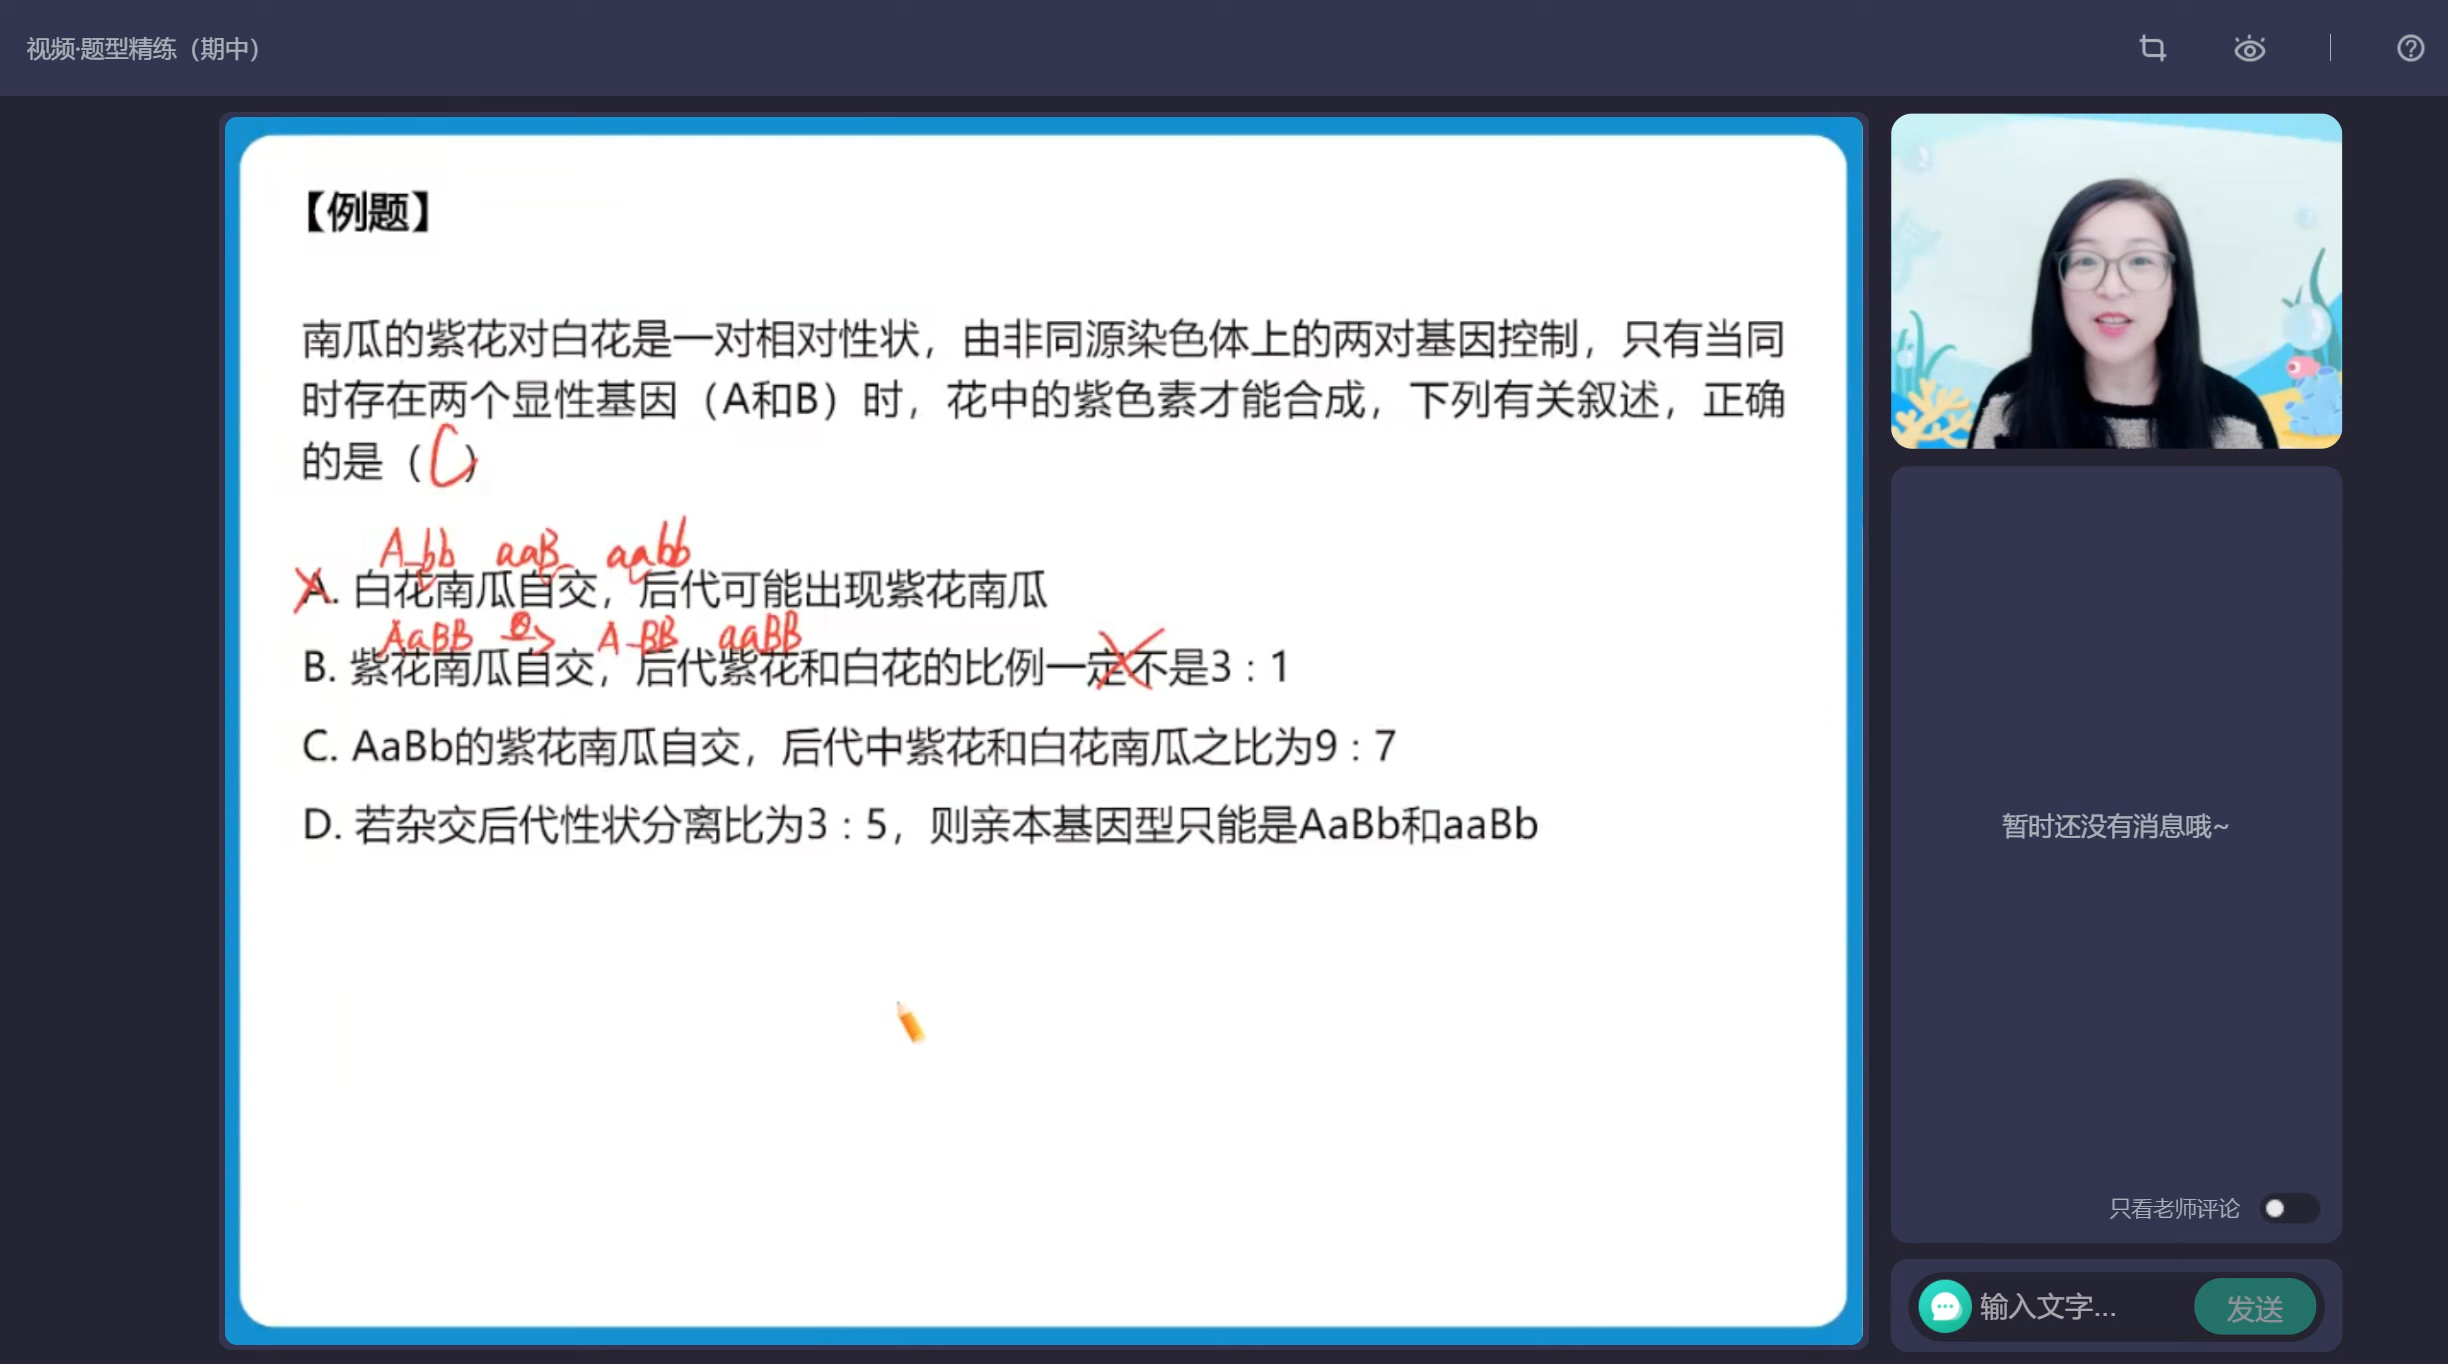 视频·题型精练（期中）
【例题】
南瓜的紫花对白花是一对相对性状，由非同源染色体上的两对基因控制，只有当同
时存在两个显性基因（A和B）时，花中的紫色素才能合成，下列有关叙述，正确
的是（C）
A_bb aaB_ aabb
A. 白花南瓜自交，后代可能出现紫花南瓜
AaBB ⊗→ A_BB aaBB
B. 紫花南瓜自交，后代紫花和白花的比例一定不是3：1
C. AaBb的紫花南瓜自交，后代中紫花和白花南瓜之比为9：7
D. 若杂交后代性状分离比为3：5，则亲本基因型只能是AaBb和aaBb
暂时还没有消息哦~
只看老师评论
输入文字...
发送